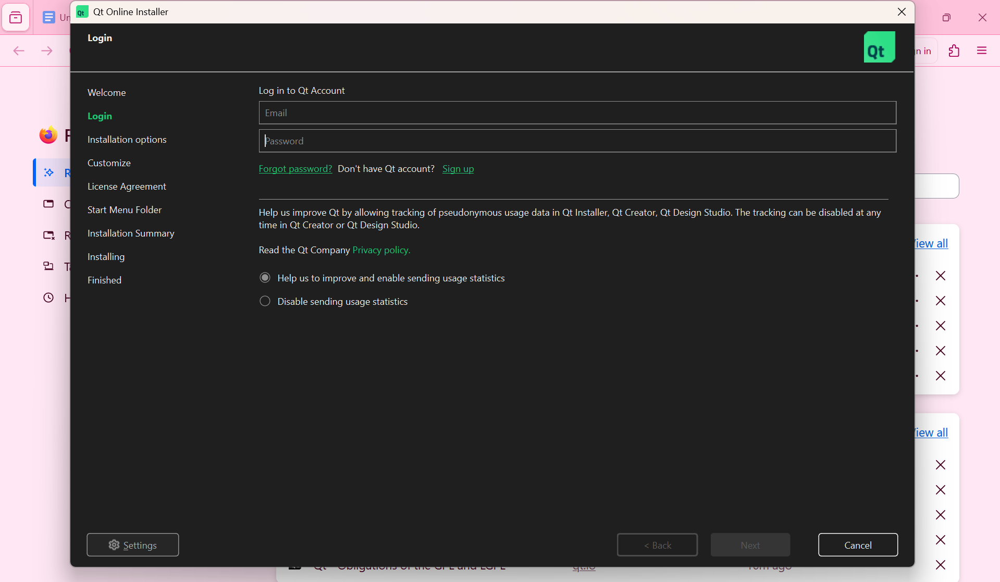 Qt Online Installer
Login
Qt
Welcome
Login
Installation options
Customize
License Agreement
Start Menu Folder
Installation Summary
Installing
Finished
Log in to Qt Account
Email
Password
Forgot password? Don't have Qt account? Sign up
Help us improve Qt by allowing tracking of pseudonymous usage data in Qt Installer, Qt Creator, Qt Design Studio. The tracking can be disabled at any
time in Qt Creator or Qt Design Studio.
Read the Qt Company Privacy policy.
Help us to improve and enable sending usage statistics
Disable sending usage statistics
Settings
< Back
Next
Cancel
in
all
all